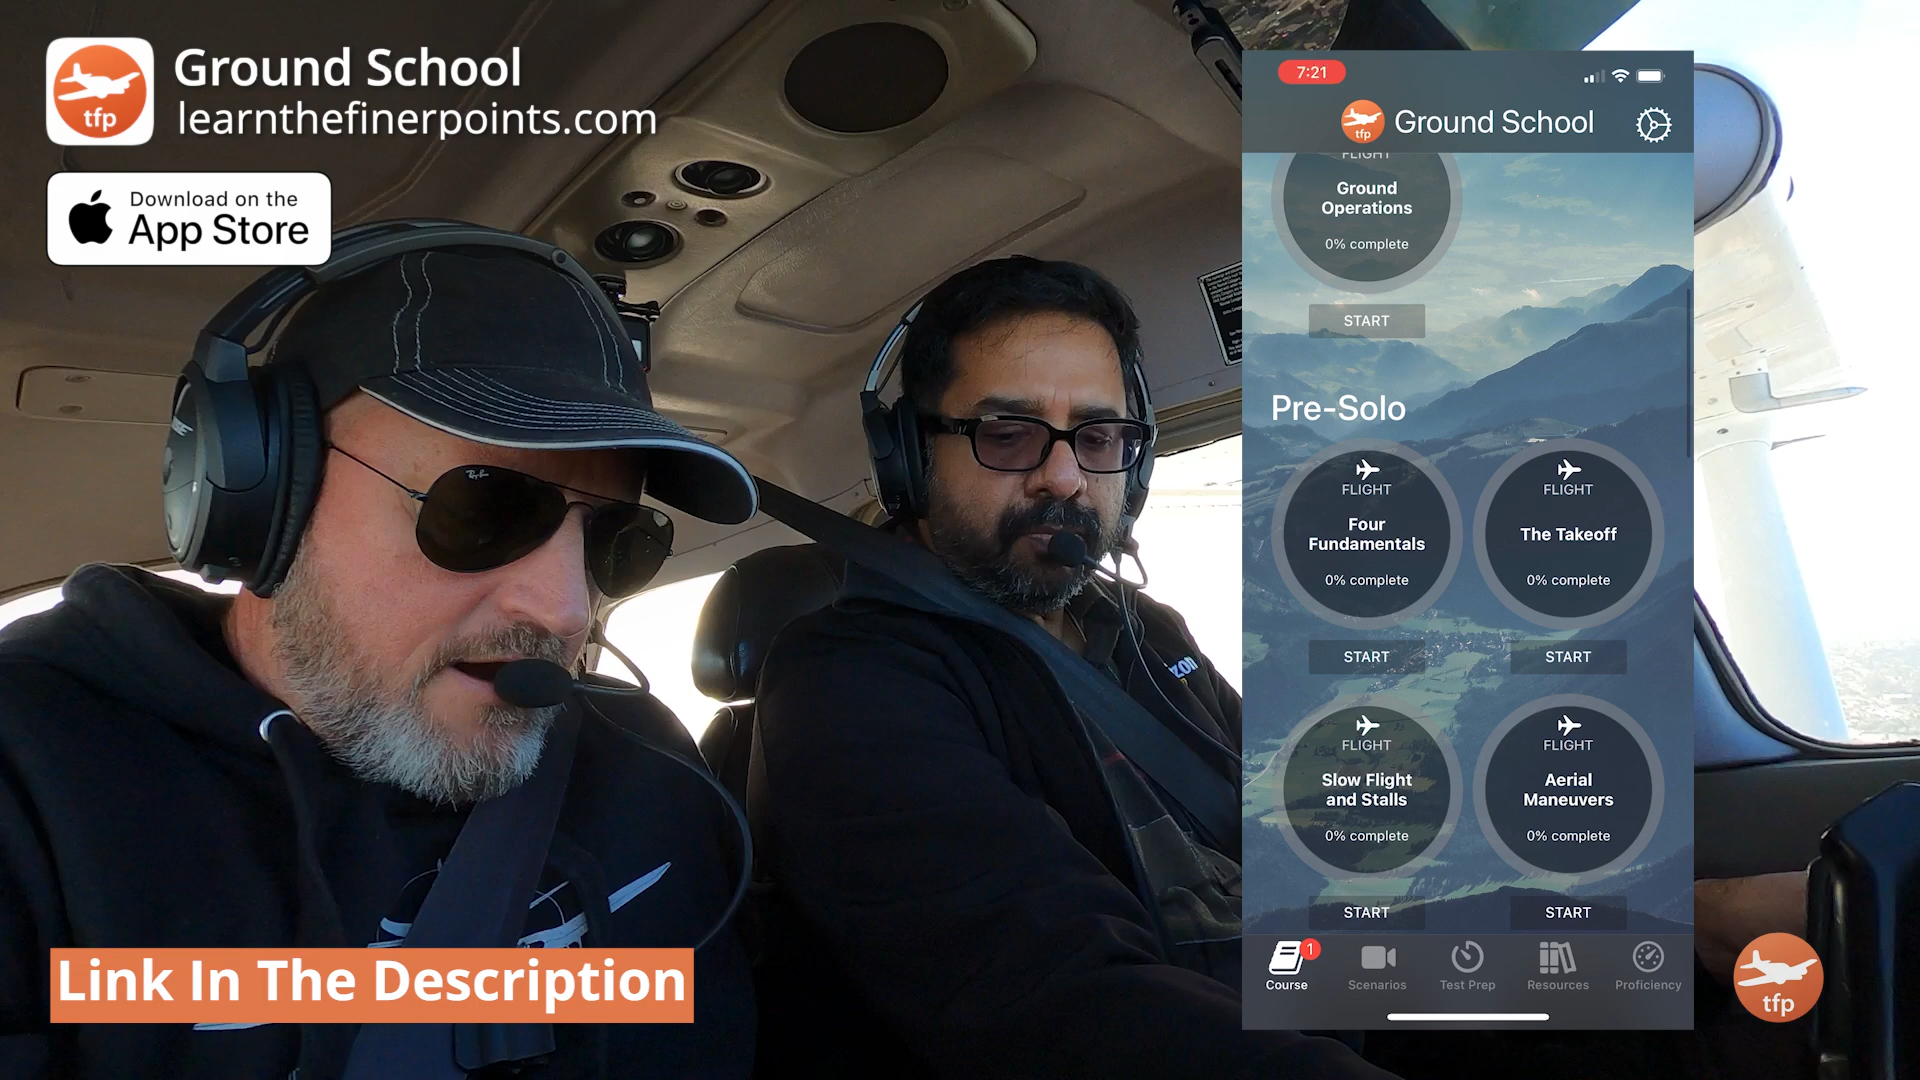 tfp
Ground School
learnthefinerpoints.com
Download on the
App Store
Ray-Ban
Link In The Description
7:21
tfp
Ground School
FLIGHT
Ground
Operations
0% complete
START
Pre-Solo
FLIGHT
Four
Fundamentals
0% complete
START
FLIGHT
The Takeoff
0% complete
START
FLIGHT
Slow Flight
and Stalls
0% complete
START
FLIGHT
Aerial
Maneuvers
0% complete
START
1
Course
Scenarios
Test Prep
Resources
Proficiency
tfp